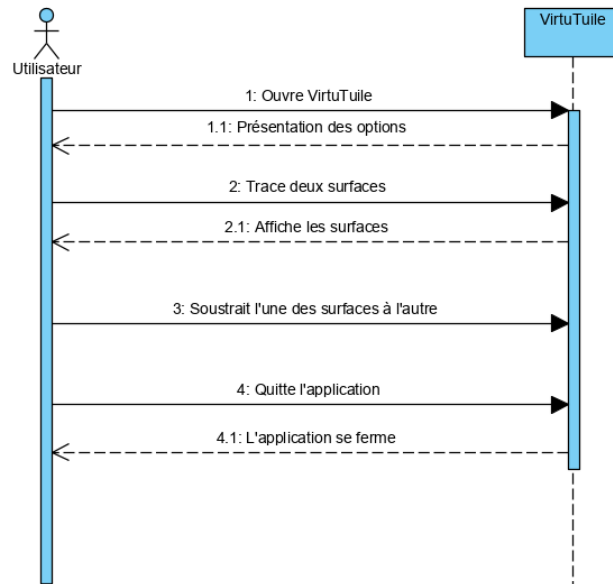 VirtuTuile
Utilisateur
1: Ouvre VirtuTuile
1.1: Présentation des options
2: Trace deux surfaces
2.1: Affiche les surfaces
3: Soustrait l'une des surfaces à l'autre
4: Quitte l'application
4.1: L'application se ferme